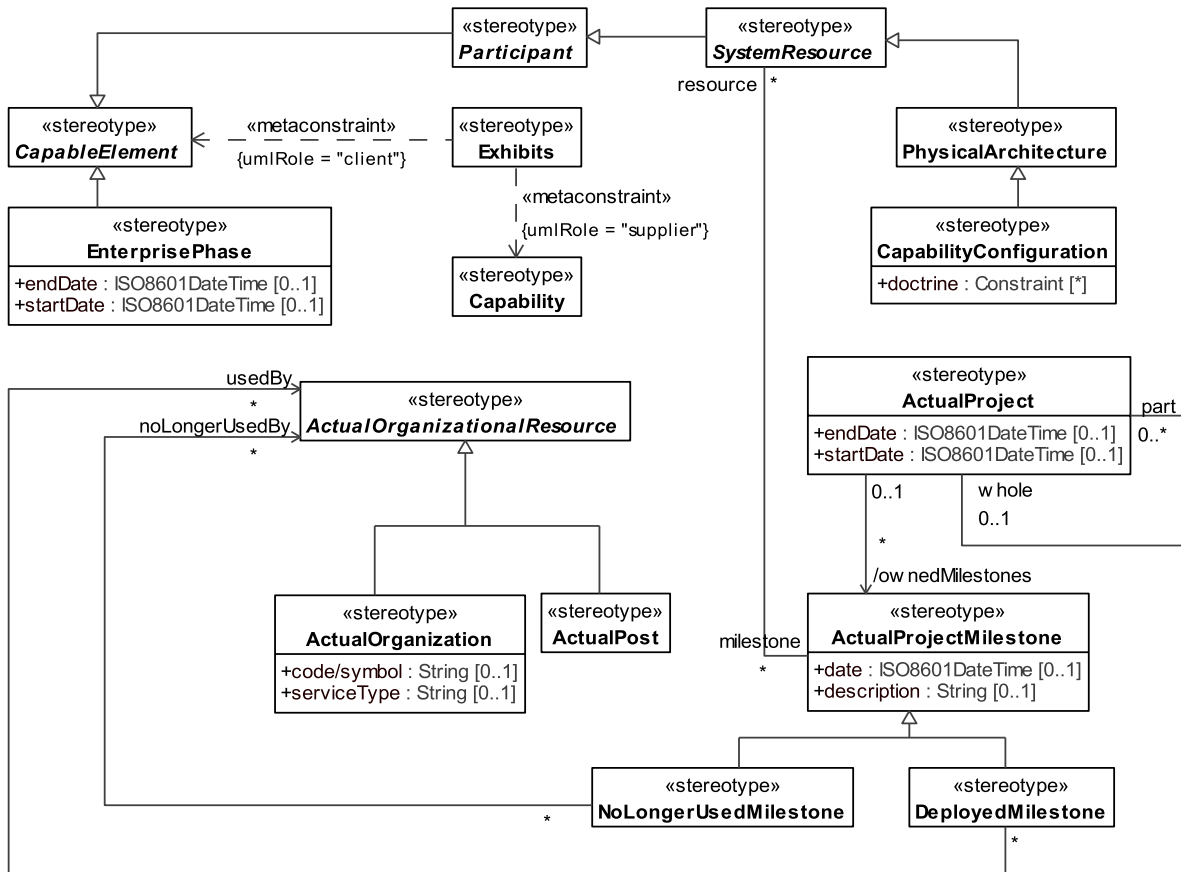 «stereotype»
Participant
«stereotype»
SystemResource
resource
*
«stereotype»
CapableElement
«metaconstraint»
{umlRole = "client"}
«stereotype»
Exhibits
«stereotype»
PhysicalArchitecture
«metaconstraint»
{umlRole = "supplier"}
«stereotype»
EnterprisePhase
+endDate : ISO8601DateTime [0..1]
+startDate : ISO8601DateTime [0..1]
«stereotype»
Capability
«stereotype»
CapabilityConfiguration
+doctrine : Constraint [*]
usedBy
*
noLongerUsedBy
*
«stereotype»
ActualOrganizationalResource
«stereotype»
ActualProject
+endDate : ISO8601DateTime [0..1]
+startDate : ISO8601DateTime [0..1]
part
0..*
0..1
w hole
0..1
*
/ow nedMilestones
«stereotype»
ActualOrganization
+code/symbol : String [0..1]
+serviceType : String [0..1]
«stereotype»
ActualPost
milestone
*
«stereotype»
ActualProjectMilestone
+date : ISO8601DateTime [0..1]
+description : String [0..1]
«stereotype»
NoLongerUsedMilestone
*
«stereotype»
DeployedMilestone
*